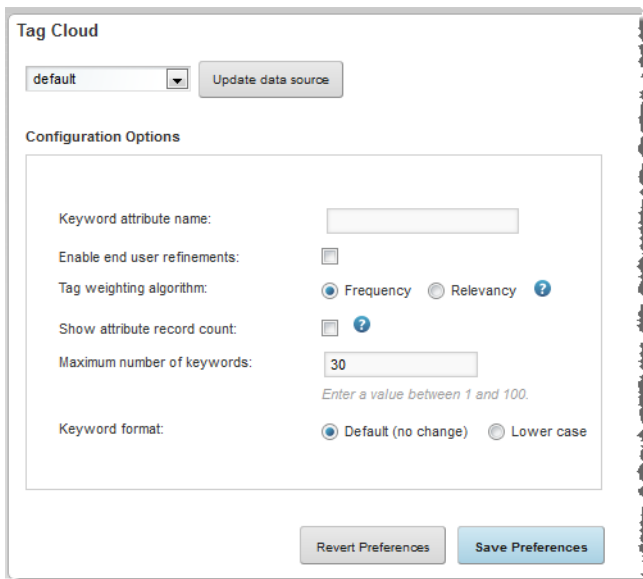 Tag Cloud
default Update data source
Configuration Options
Keyword attribute name:
Enable end user refinements:
Tag weighting algorithm: Frequency Relevancy ?
Show attribute record count: ?
Maximum number of keywords: 30
Enter a value between 1 and 100.
Keyword format: Default (no change) Lower case
Revert Preferences Save Preferences